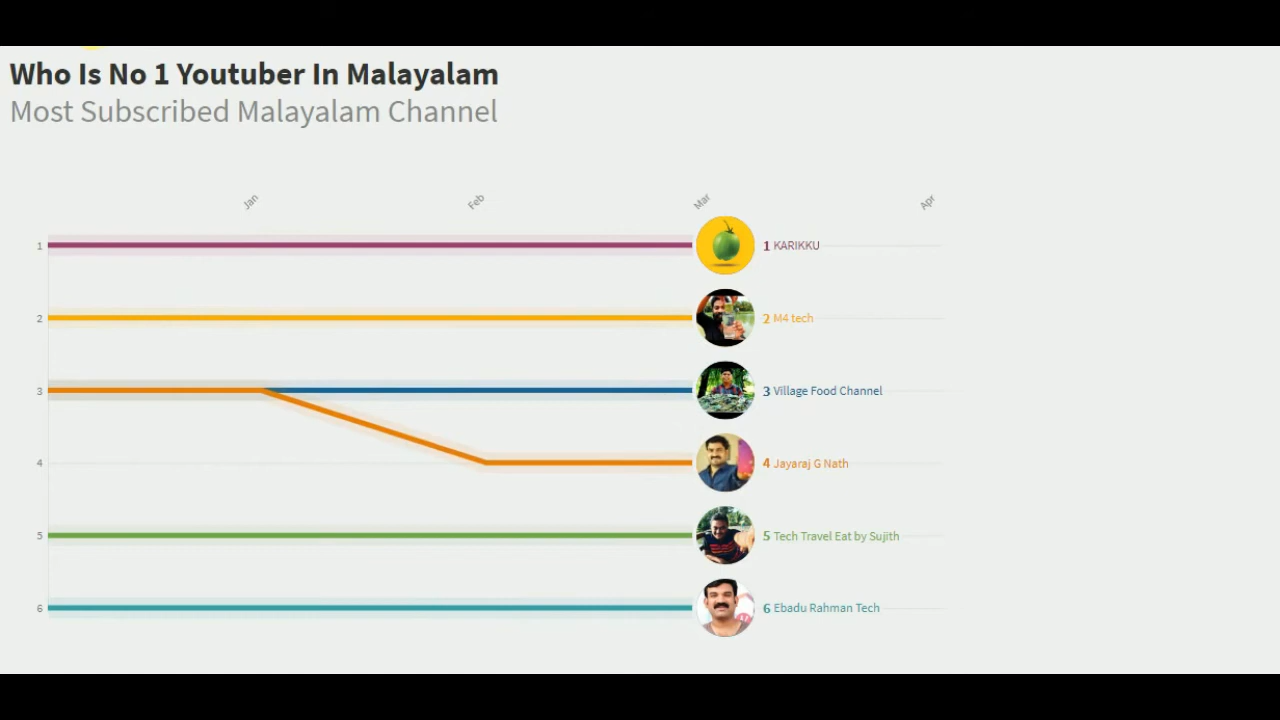 Who Is No 1 Youtuber In Malayalam
Most Subscribed Malayalam Channel
Jan Feb Mar Apr
1 1 KARIKKU
2 2 M4 tech
3 3 Village Food Channel
4 4 Jayaraj G Nath
5 5 Tech Travel Eat by Sujith
6 6 Ebadu Rahman Tech